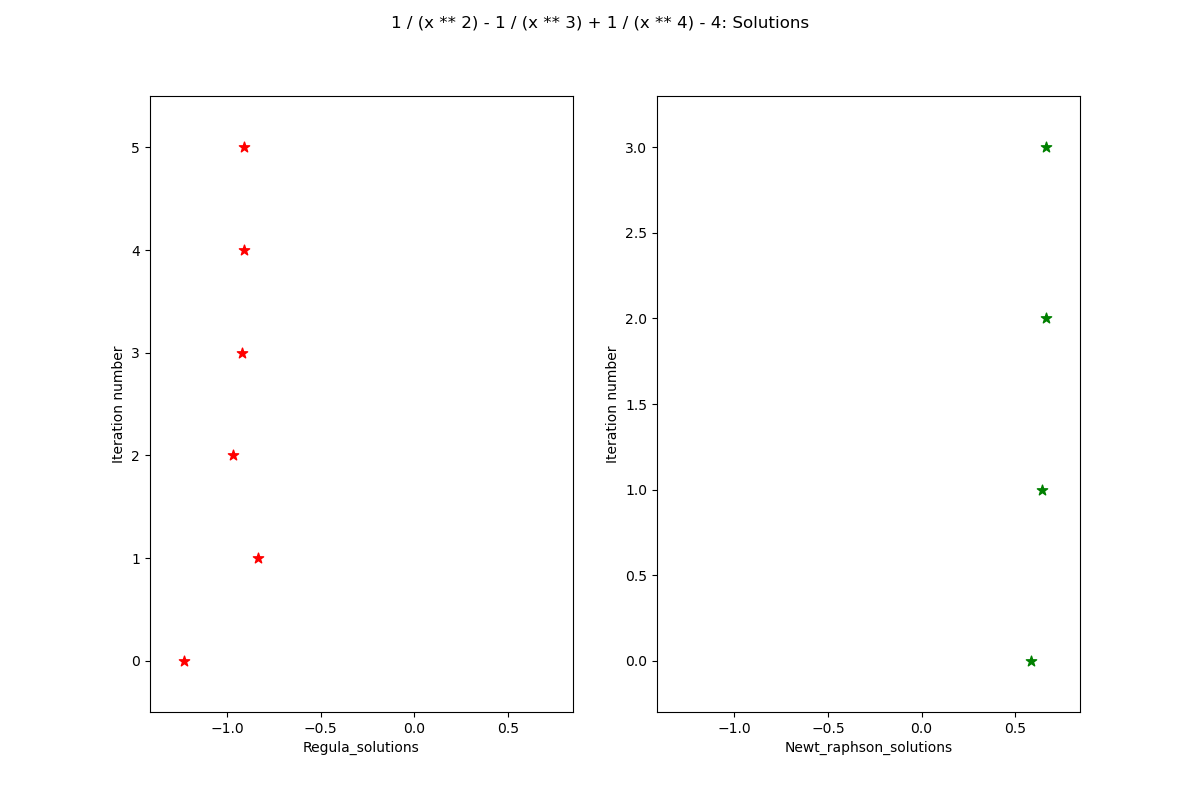 1 / (x ** 2) - 1 / (x ** 3) + 1 / (x ** 4) - 4: Solutions
5
4
3
2
1
0
Iteration number
−1.0 −0.5 0.0 0.5
Regula_solutions
3.0
2.5
2.0
1.5
1.0
0.5
0.0
Iteration number
−1.0 −0.5 0.0 0.5
Newt_raphson_solutions